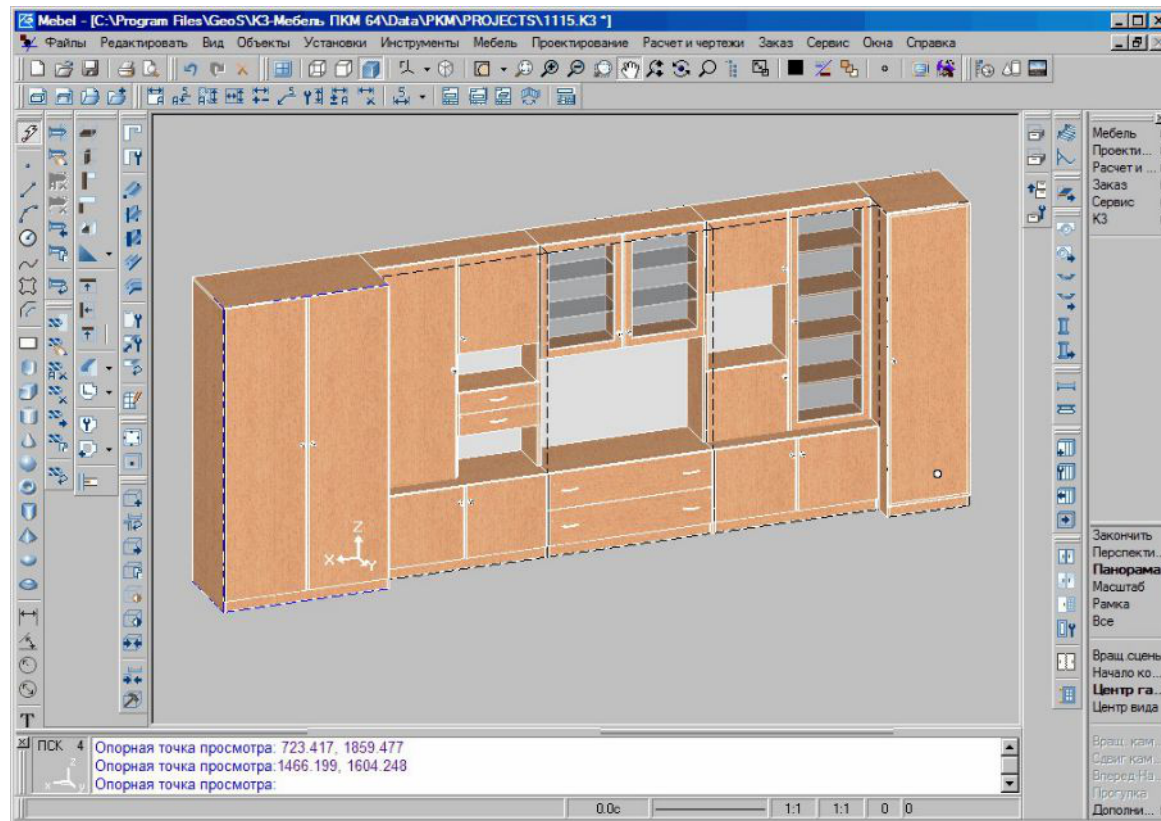 Mebel - [C:\Program Files\GeoS\K3-Мебель ПКМ 64\Data\PKM\PROJECTS\1115.K3 *]
Файлы Редактировать Вид Объекты Установки Инструменты Мебель Проектирование Расчет и чертежи Заказ Сервис Окна Справка
Мебель
Проекти...
Расчет и ...
Заказ
Сервис
К3
Z
X
Y
Закончить
Перспекти...
Панорама
Масштаб
Рамка
Все
Вращ.сцены
Начало ко...
Центр га...
Центр вида
Вращ. кам...
Сдвиг кам...
Вперед-На...
Прогулка
Дополни...
T
ПСК 4
Опорная точка просмотра: 723.417, 1859.477
Опорная точка просмотра:1466.199, 1604.248
Опорная точка просмотра:
0.0c 1:1 1:1 0 0